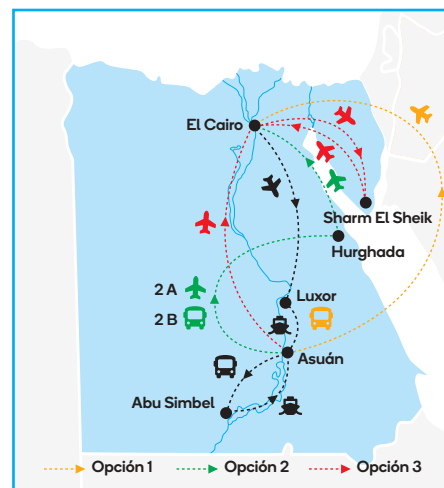 El Cairo
Sharm El Sheik
Hurghada
2 A
2 B
Luxor
Asuán
Abu Simbel
Opción 1
Opción 2
Opción 3